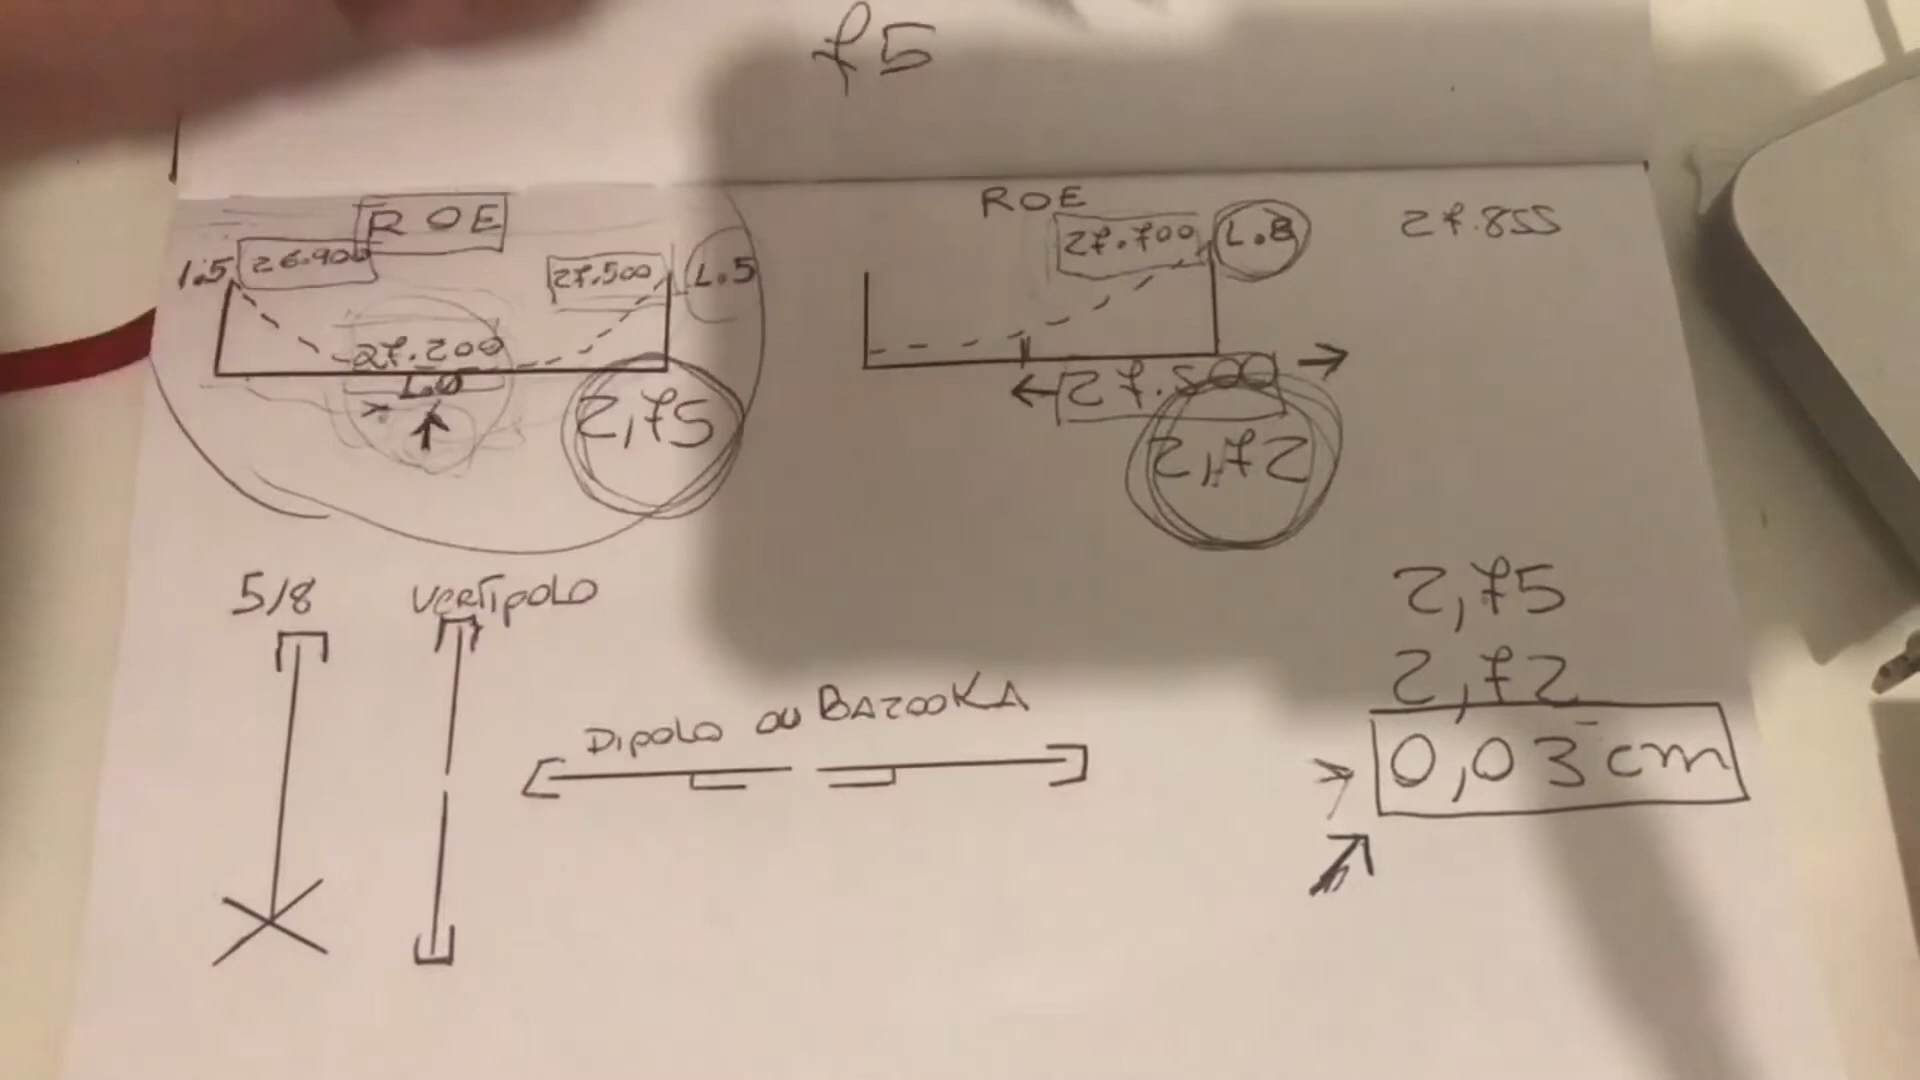 75
ROE
1.5 26.900
27.500 1.5
27.200
1.0
2,75
ROE
27.700 1.8
27.500
2,72
27.855
5/8
VerTipolo
Dipolo ou BAZOOKA
2,75
2,72
0,03 cm